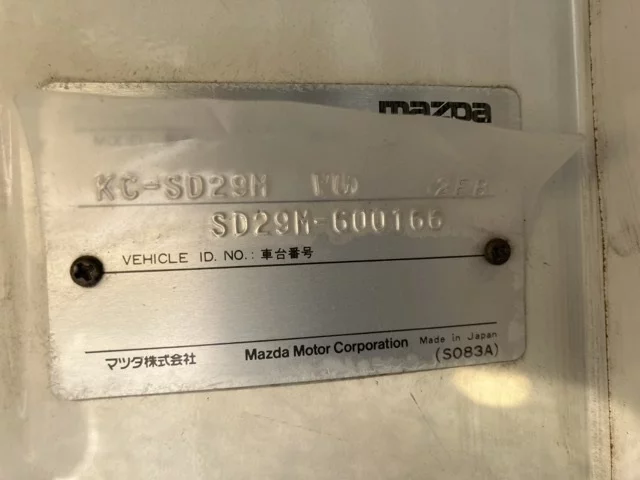 mazda
KC-SD29M
SD29M-600166
VEHICLE ID. NO.: 車台番号
マツダ株式会社 Mazda Motor Corporation Made in Japan
(S083A)